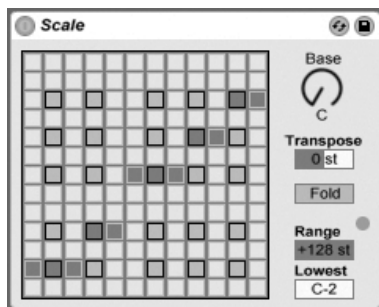 Scale
Base
C
Transpose
0 st
Fold
Range
+128 st
Lowest
C-2